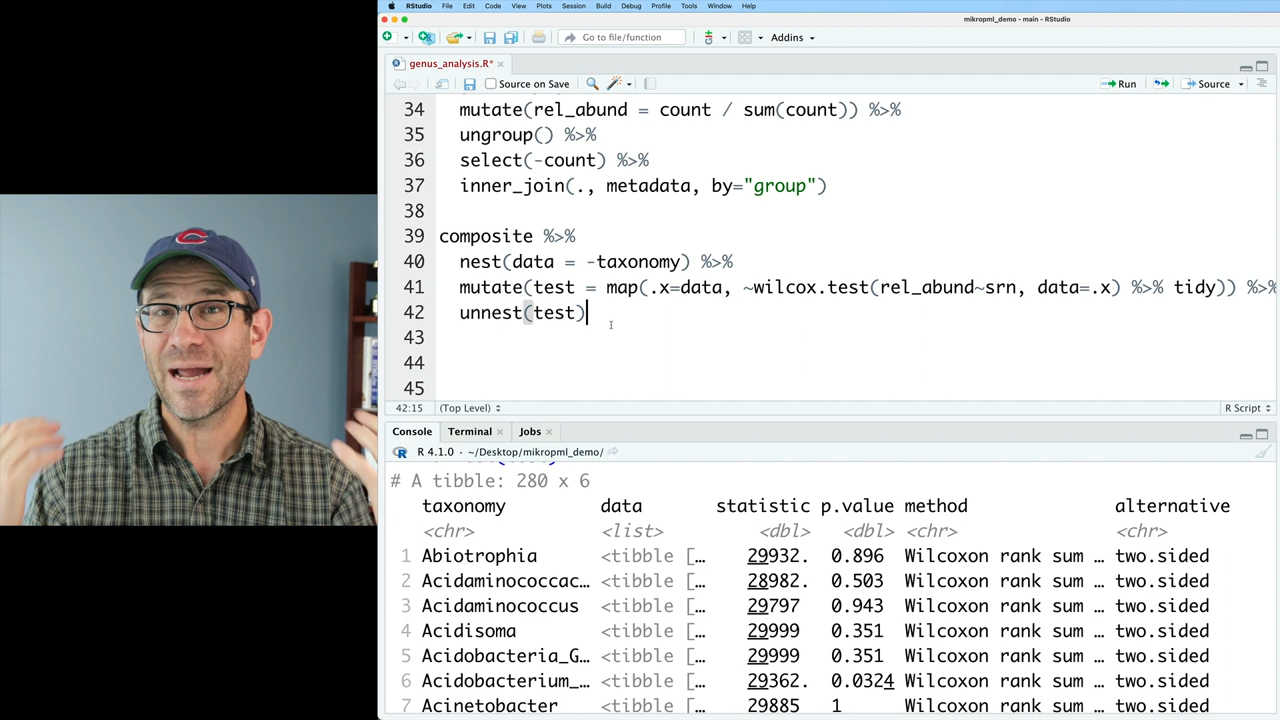 RStudio File Edit Code View Plots Session Build Debug Profile Tools Window Help
mikropml_demo - main - RStudio
Go to file/function Addins
genus_analysis.R*
Source on Save Run Source
34 mutate(rel_abund = count / sum(count)) %>%
35 ungroup() %>%
36 select(-count) %>%
37 inner_join(., metadata, by="group")
38
39 composite %>%
40 nest(data = -taxonomy) %>%
41 mutate(test = map(.x=data, ~wilcox.test(rel_abund~srn, data=.x) %>% tidy)) %>%
42 unnest(test)
43
44
45
42:15 (Top Level) R Script
Console Terminal Jobs
R 4.1.0 · ~/Desktop/mikropml_demo/
# A tibble: 280 x 6
taxonomy data statistic p.value method alternative
<chr> <list> <dbl> <dbl> <chr> <chr>
1 Abiotrophia <tibble [… 29932. 0.896 Wilcoxon rank sum … two.sided
2 Acidaminococcac… <tibble [… 28982. 0.503 Wilcoxon rank sum … two.sided
3 Acidaminococcus <tibble [… 29797 0.943 Wilcoxon rank sum … two.sided
4 Acidisoma <tibble [… 29999 0.351 Wilcoxon rank sum … two.sided
5 Acidobacteria_G… <tibble [… 29999 0.351 Wilcoxon rank sum … two.sided
6 Acidobacterium_… <tibble [… 29362. 0.0324 Wilcoxon rank sum … two.sided
7 Acinetobacter <tibble [… 29885 1 Wilcoxon rank sum … two.sided